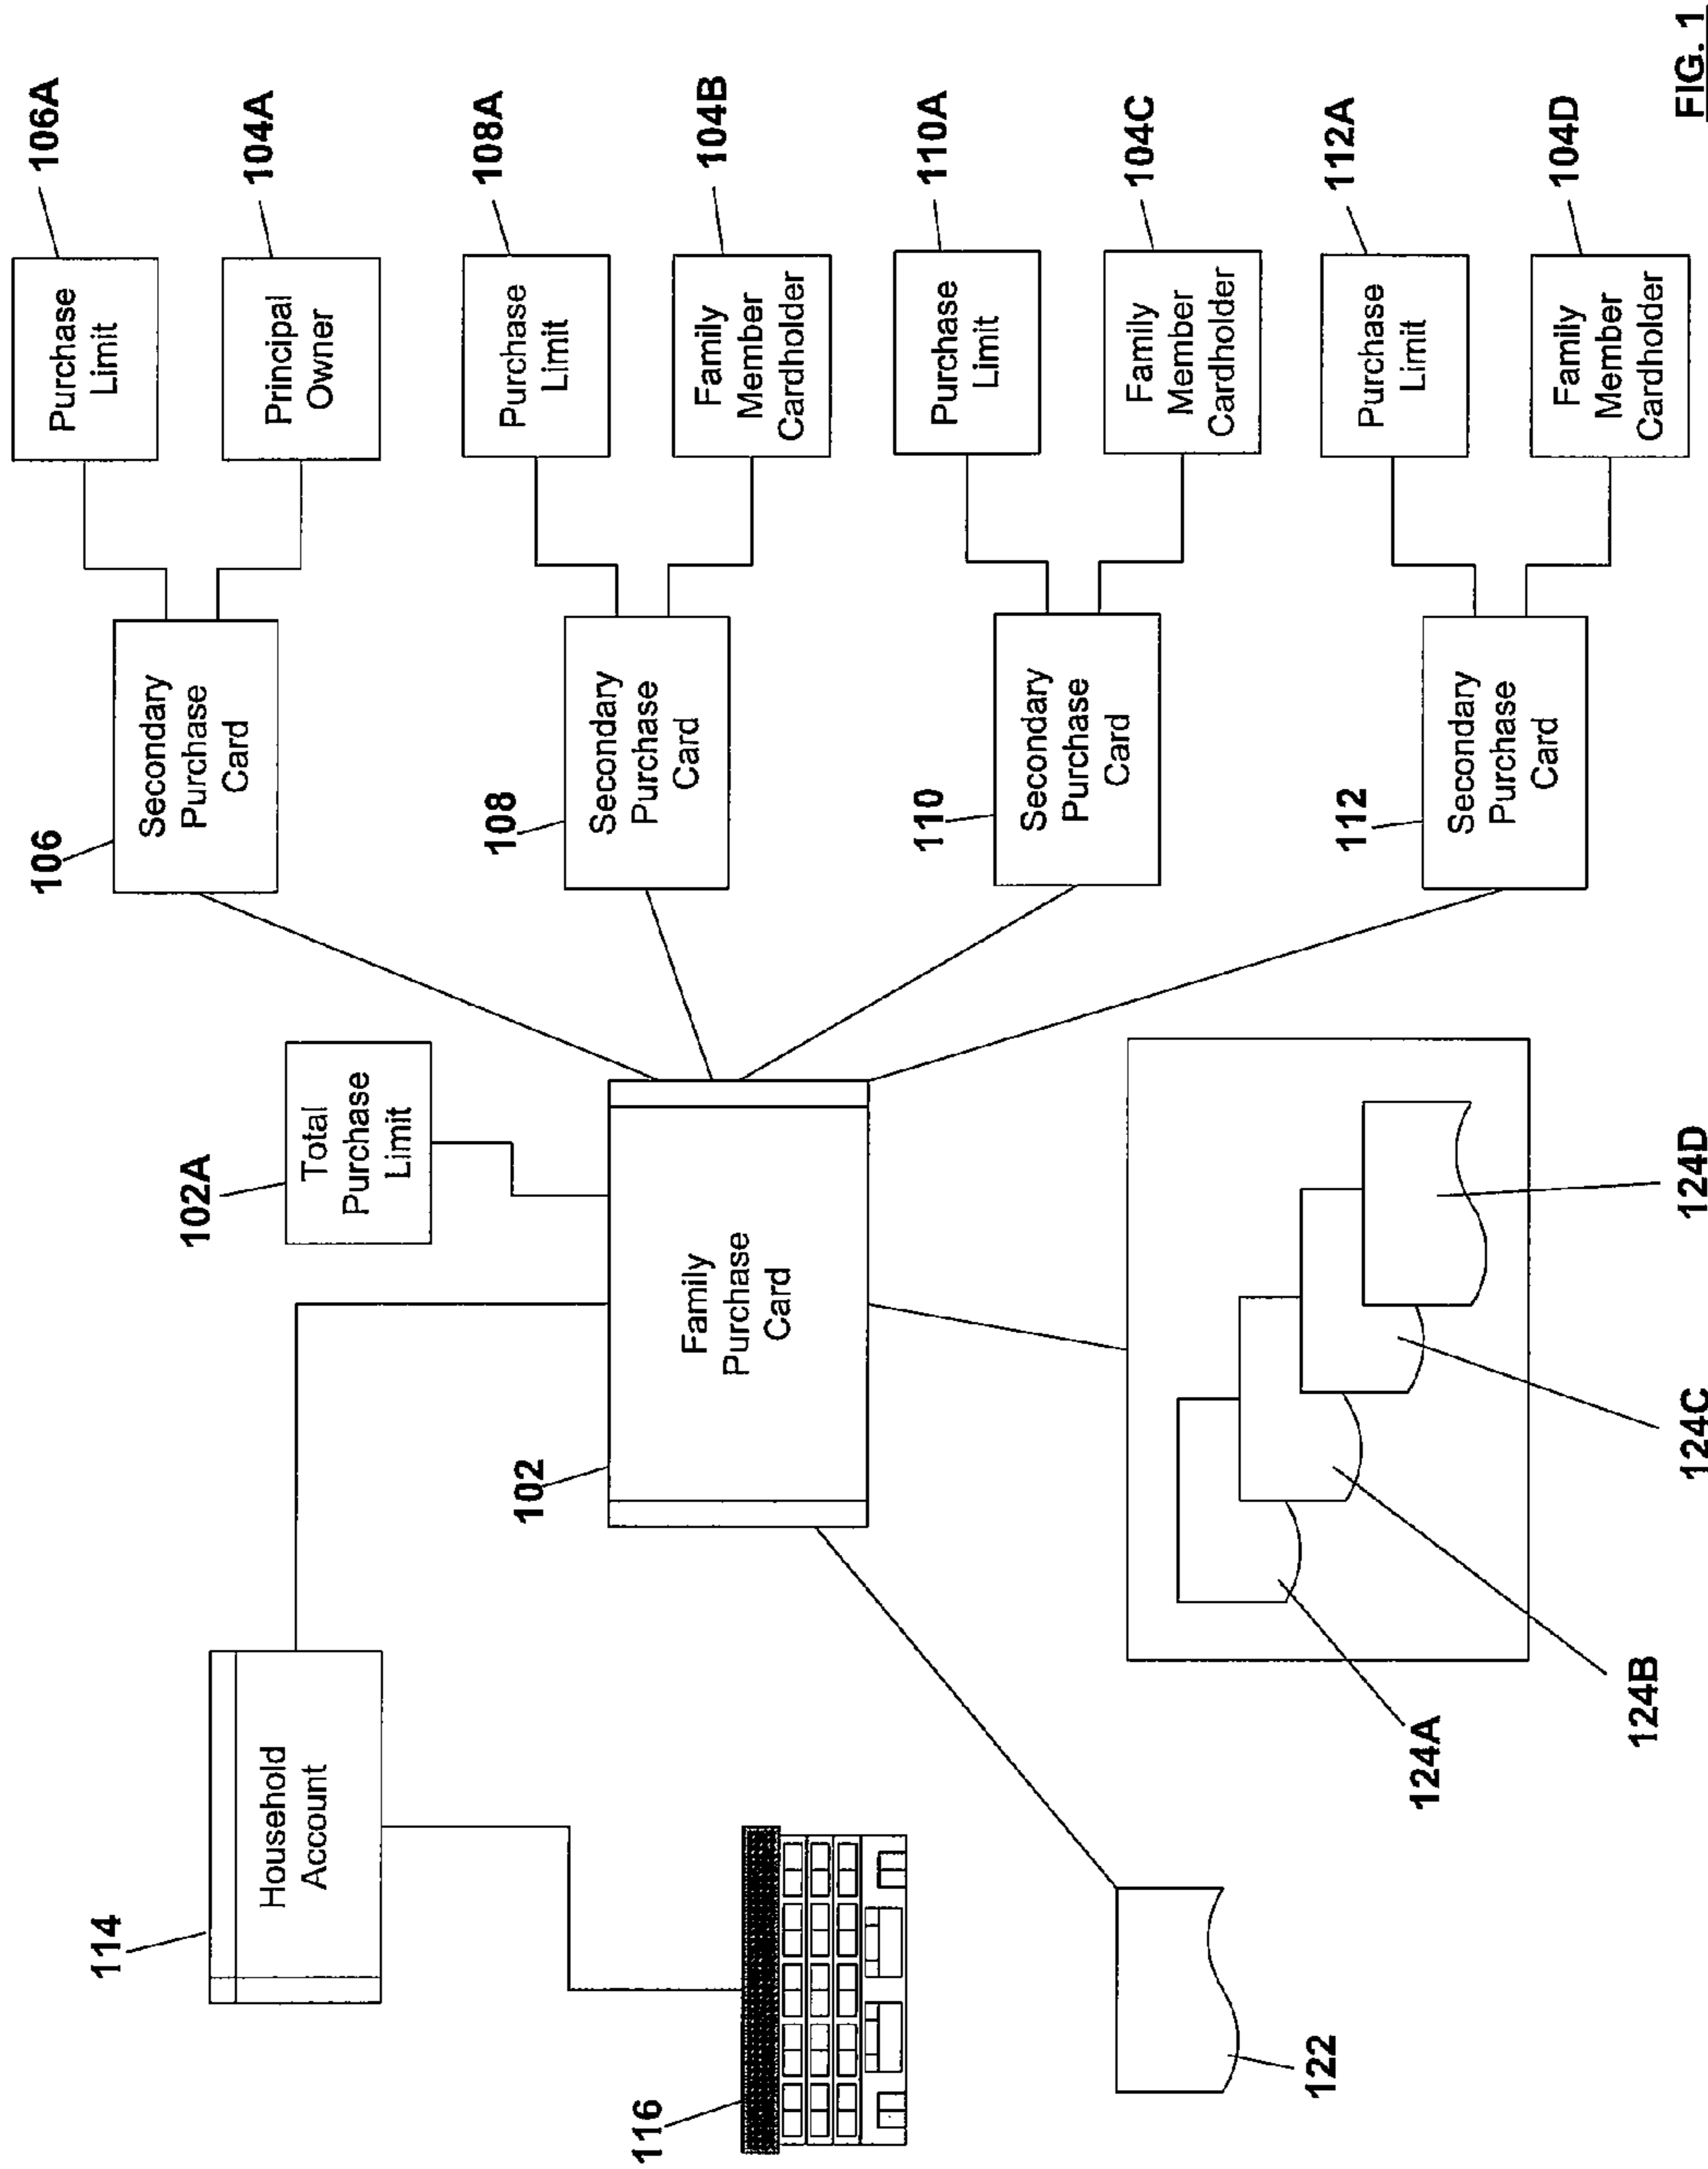 114
Household
Account
116
122
102A
Total
Purchase
Limit
102
Family
Purchase
Card
124A
124B
124C
124D
106
Secondary
Purchase
Card
106A
Purchase
Limit
104A
Principal
Owner
108
Secondary
Purchase
Card
108A
Purchase
Limit
104B
Family
Member
Cardholder
110
Secondary
Purchase
Card
110A
Purchase
Limit
104C
Family
Member
Cardholder
112
Secondary
Purchase
Card
112A
Purchase
Limit
104D
Family
Member
Cardholder
FIG. 1